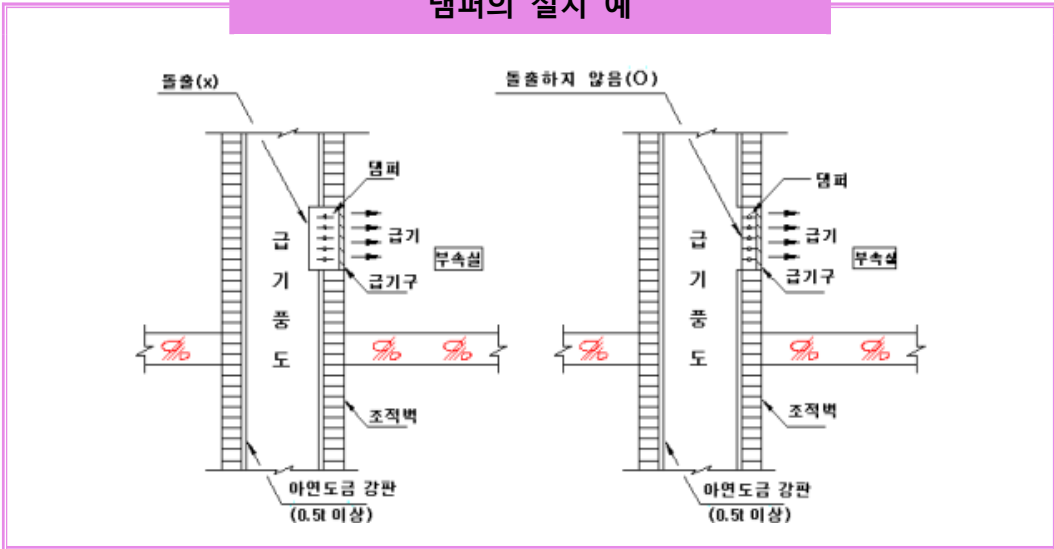 댐퍼의 설치 예
돌출(x)
댐퍼
급기
부속실
급기구
급
기
풍
도
조적벽
아연도금 강판
(0.5t 이상)
돌출하지 않음(O)
댐퍼
급기
부속실
급기구
급
기
풍
도
조적벽
아연도금 강판
(0.5t 이상)